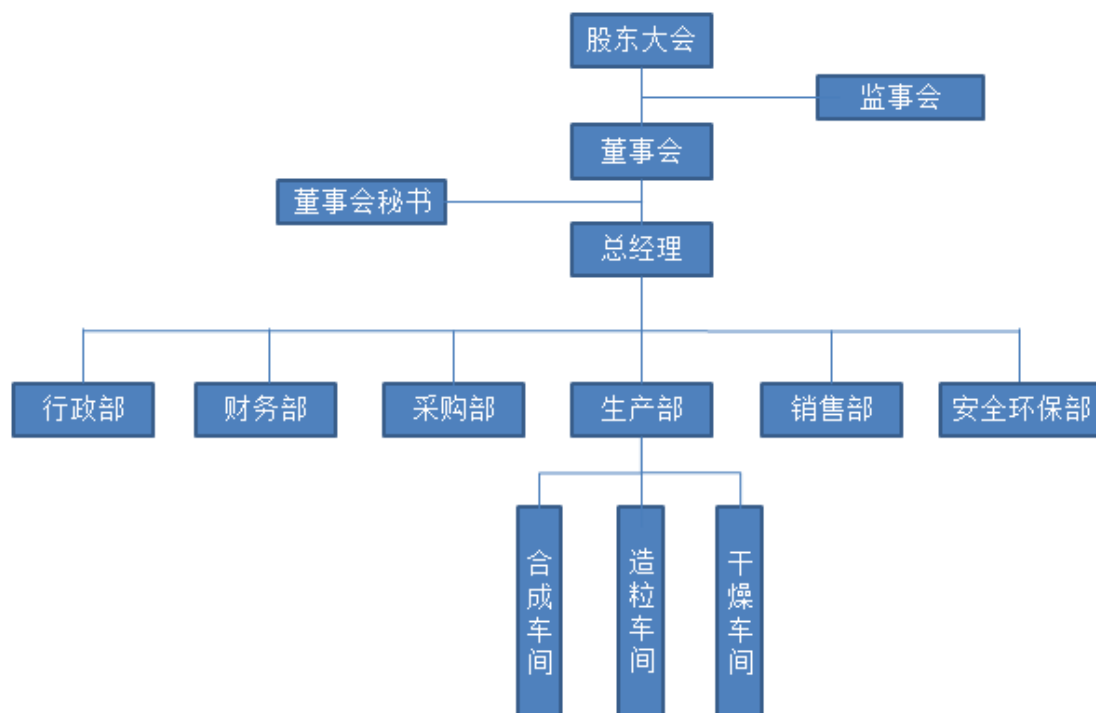 股东大会
监事会
董事会
董事会秘书
总经理
行政部
财务部
采购部
生产部
销售部
安全环保部
合成车间
造粒车间
干燥车间